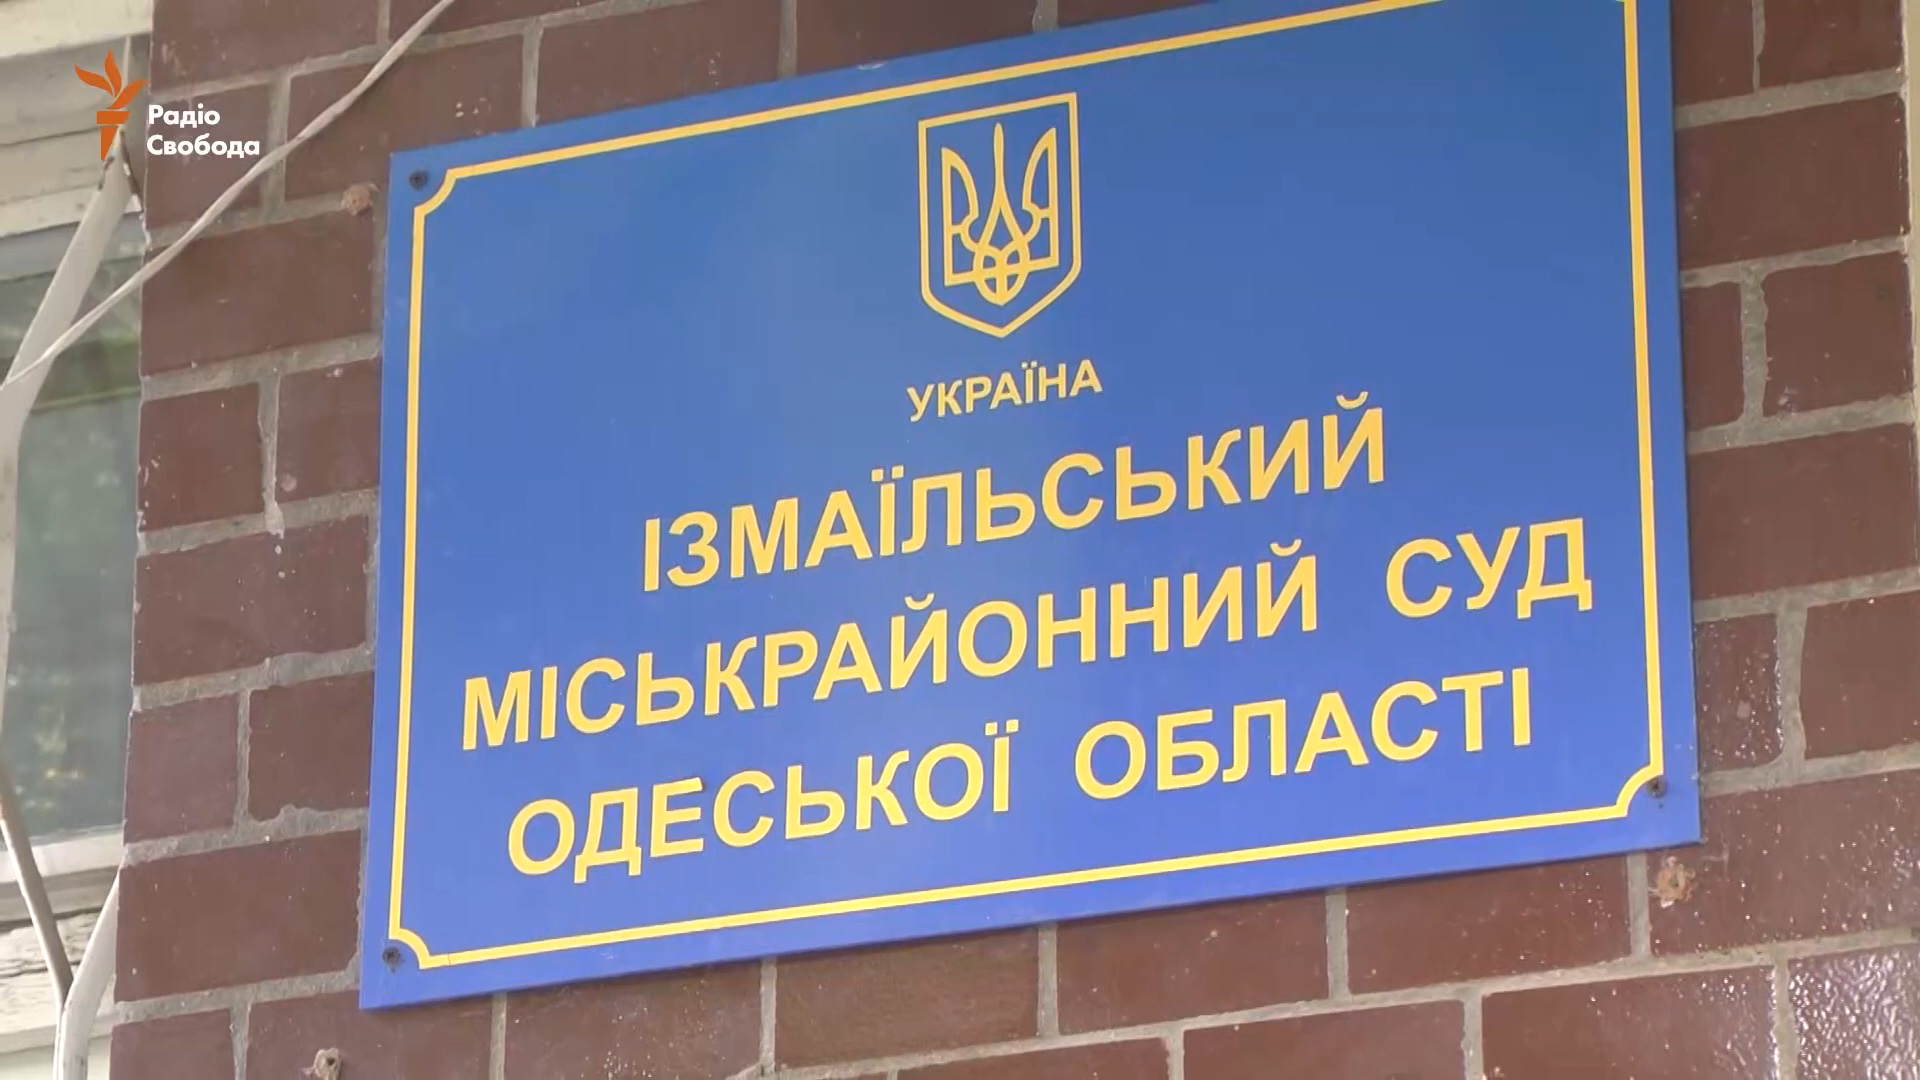 Радіо
Свобода
УКРАЇНА
ІЗМАЇЛЬСЬКИЙ
МІСЬКРАЙОННИЙ СУД
ОДЕСЬКОЇ ОБЛАСТІ